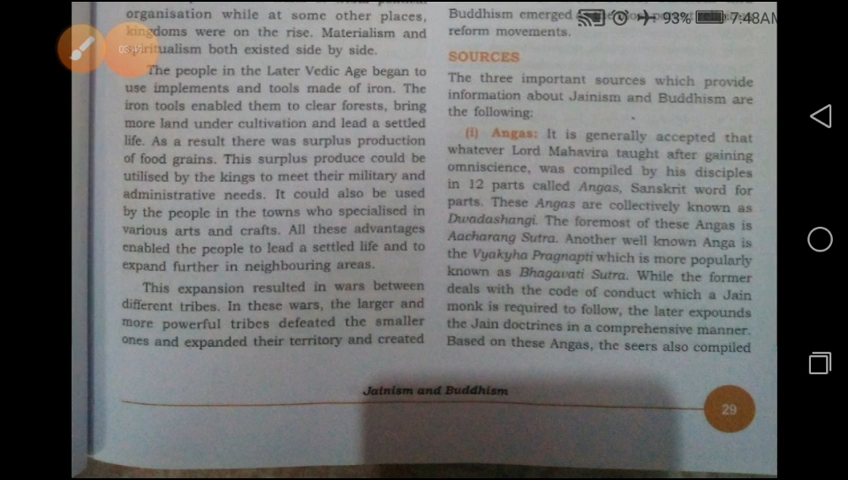 organisation while at some other places,
kingdoms were on the rise. Materialism and
spiritualism both existed side by side.
The people in the Later Vedic Age began to
use implements and tools made of iron. The
iron tools enabled them to clear forests, bring
more land under cultivation and lead a settled
life. As a result there was surplus production
of food grains. This surplus produce could be
utilised by the kings to meet their military and
administrative needs. It could also be used
by the people in the towns who specialised in
various arts and crafts. All these advantages
enabled the people to lead a settled life and to
expand further in neighbouring areas.
This expansion resulted in wars between
different tribes. In these wars, the larger and
more powerful tribes defeated the smaller
ones and expanded their territory and created
Buddhism emerged
reform movements.
SOURCES
The three important sources which provide
information about Jainism and Buddhism are
the following:
(i) Angas: It is generally accepted that
whatever Lord Mahavira taught after gaining
omniscience, was compiled by his disciples
in 12 parts called Angas, Sanskrit word for
parts. These Angas are collectively known as
Dwadashangi. The foremost of these Angas is
Aacharang Sutra. Another well known Anga is
the Vyakyha Pragnapti which is more popularly
known as Bhagavati Sutra. While the former
deals with the code of conduct which a Jain
monk is required to follow, the later expounds
the Jain doctrines in a comprehensive manner.
Based on these Angas, the seers also compiled
Jainism and Buddhism
29
93% 7:48AM